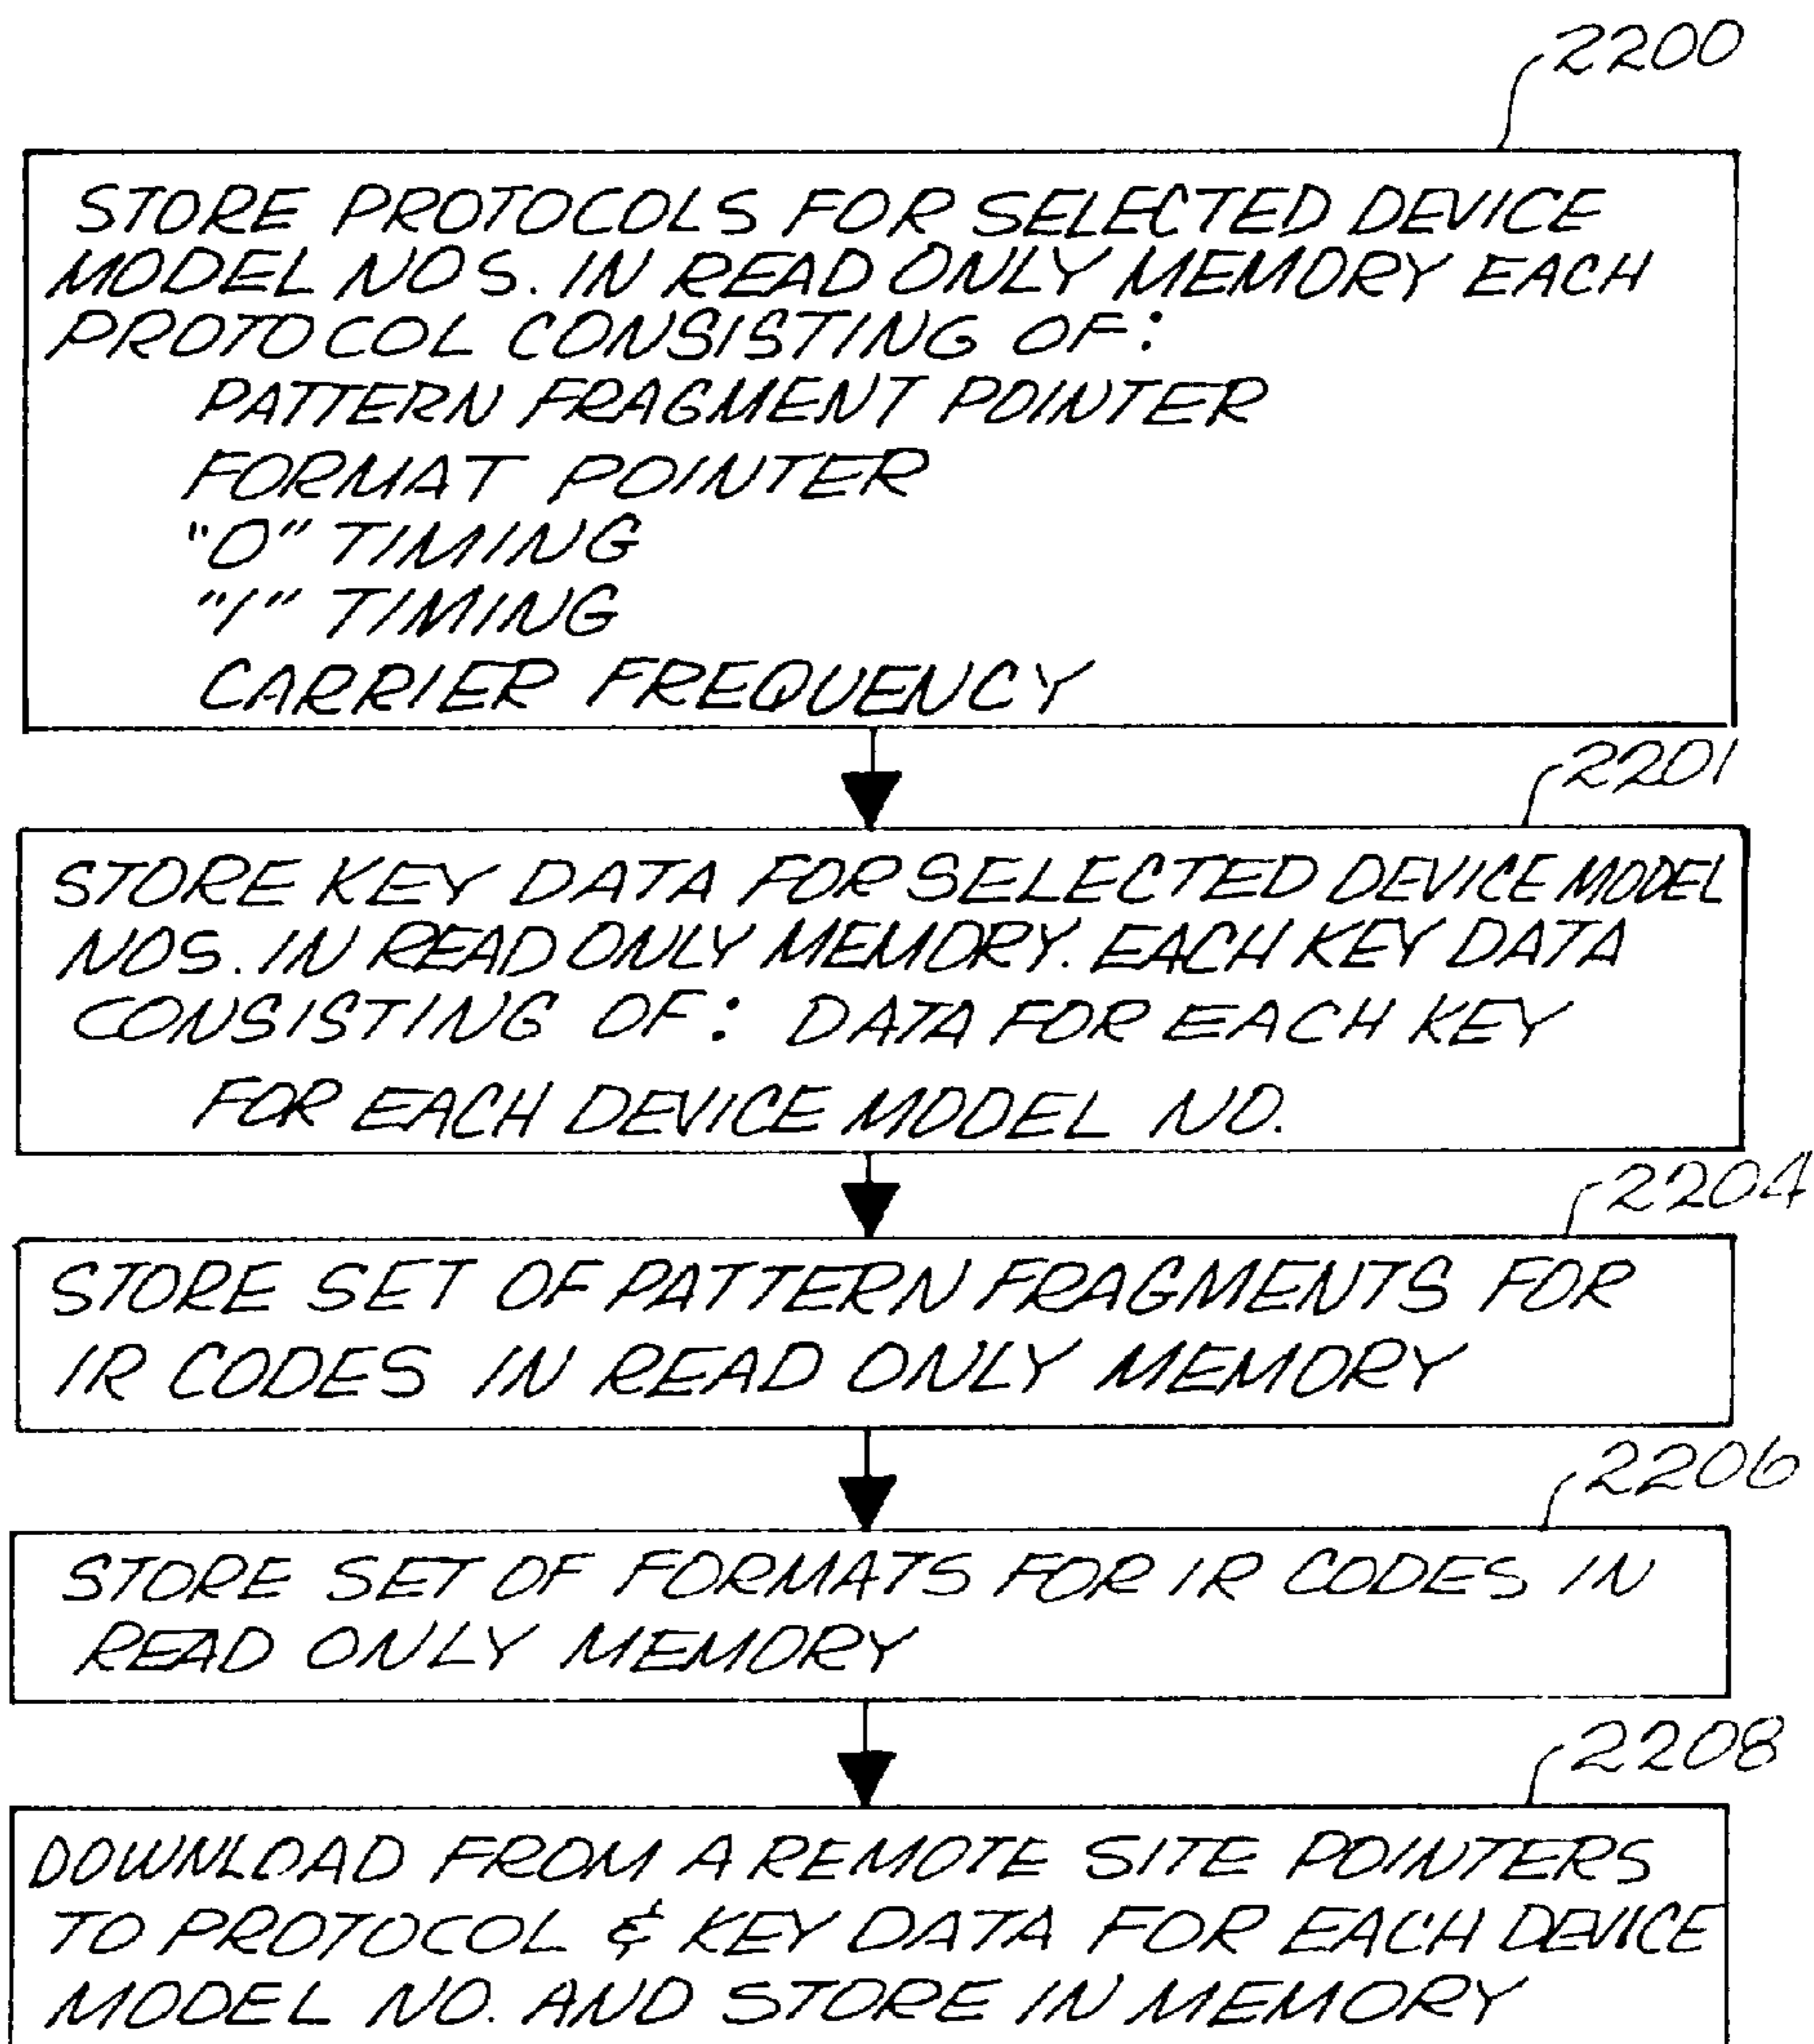 2200
STORE PROTOCOLS FOR SELECTED DEVICE
MODEL NOS. IN READ ONLY MEMORY EACH
PROTOCOL CONSISTING OF:
PATTERN FRAGMENT POINTER
FORMAT POINTER
"0" TIMING
"1" TIMING
CARRIER FREQUENCY
2201
STORE KEY DATA FOR SELECTED DEVICE MODEL
NOS. IN READ ONLY MEMORY. EACH KEY DATA
CONSISTING OF: DATA FOR EACH KEY
FOR EACH DEVICE MODEL NO.
2204
STORE SET OF PATTERN FRAGMENTS FOR
IR CODES IN READ ONLY MEMORY
2206
STORE SET OF FORMATS FOR IR CODES IN
READ ONLY MEMORY
2208
DOWNLOAD FROM A REMOTE SITE POINTERS
TO PROTOCOL & KEY DATA FOR EACH DEVICE
MODEL NO. AND STORE IN MEMORY